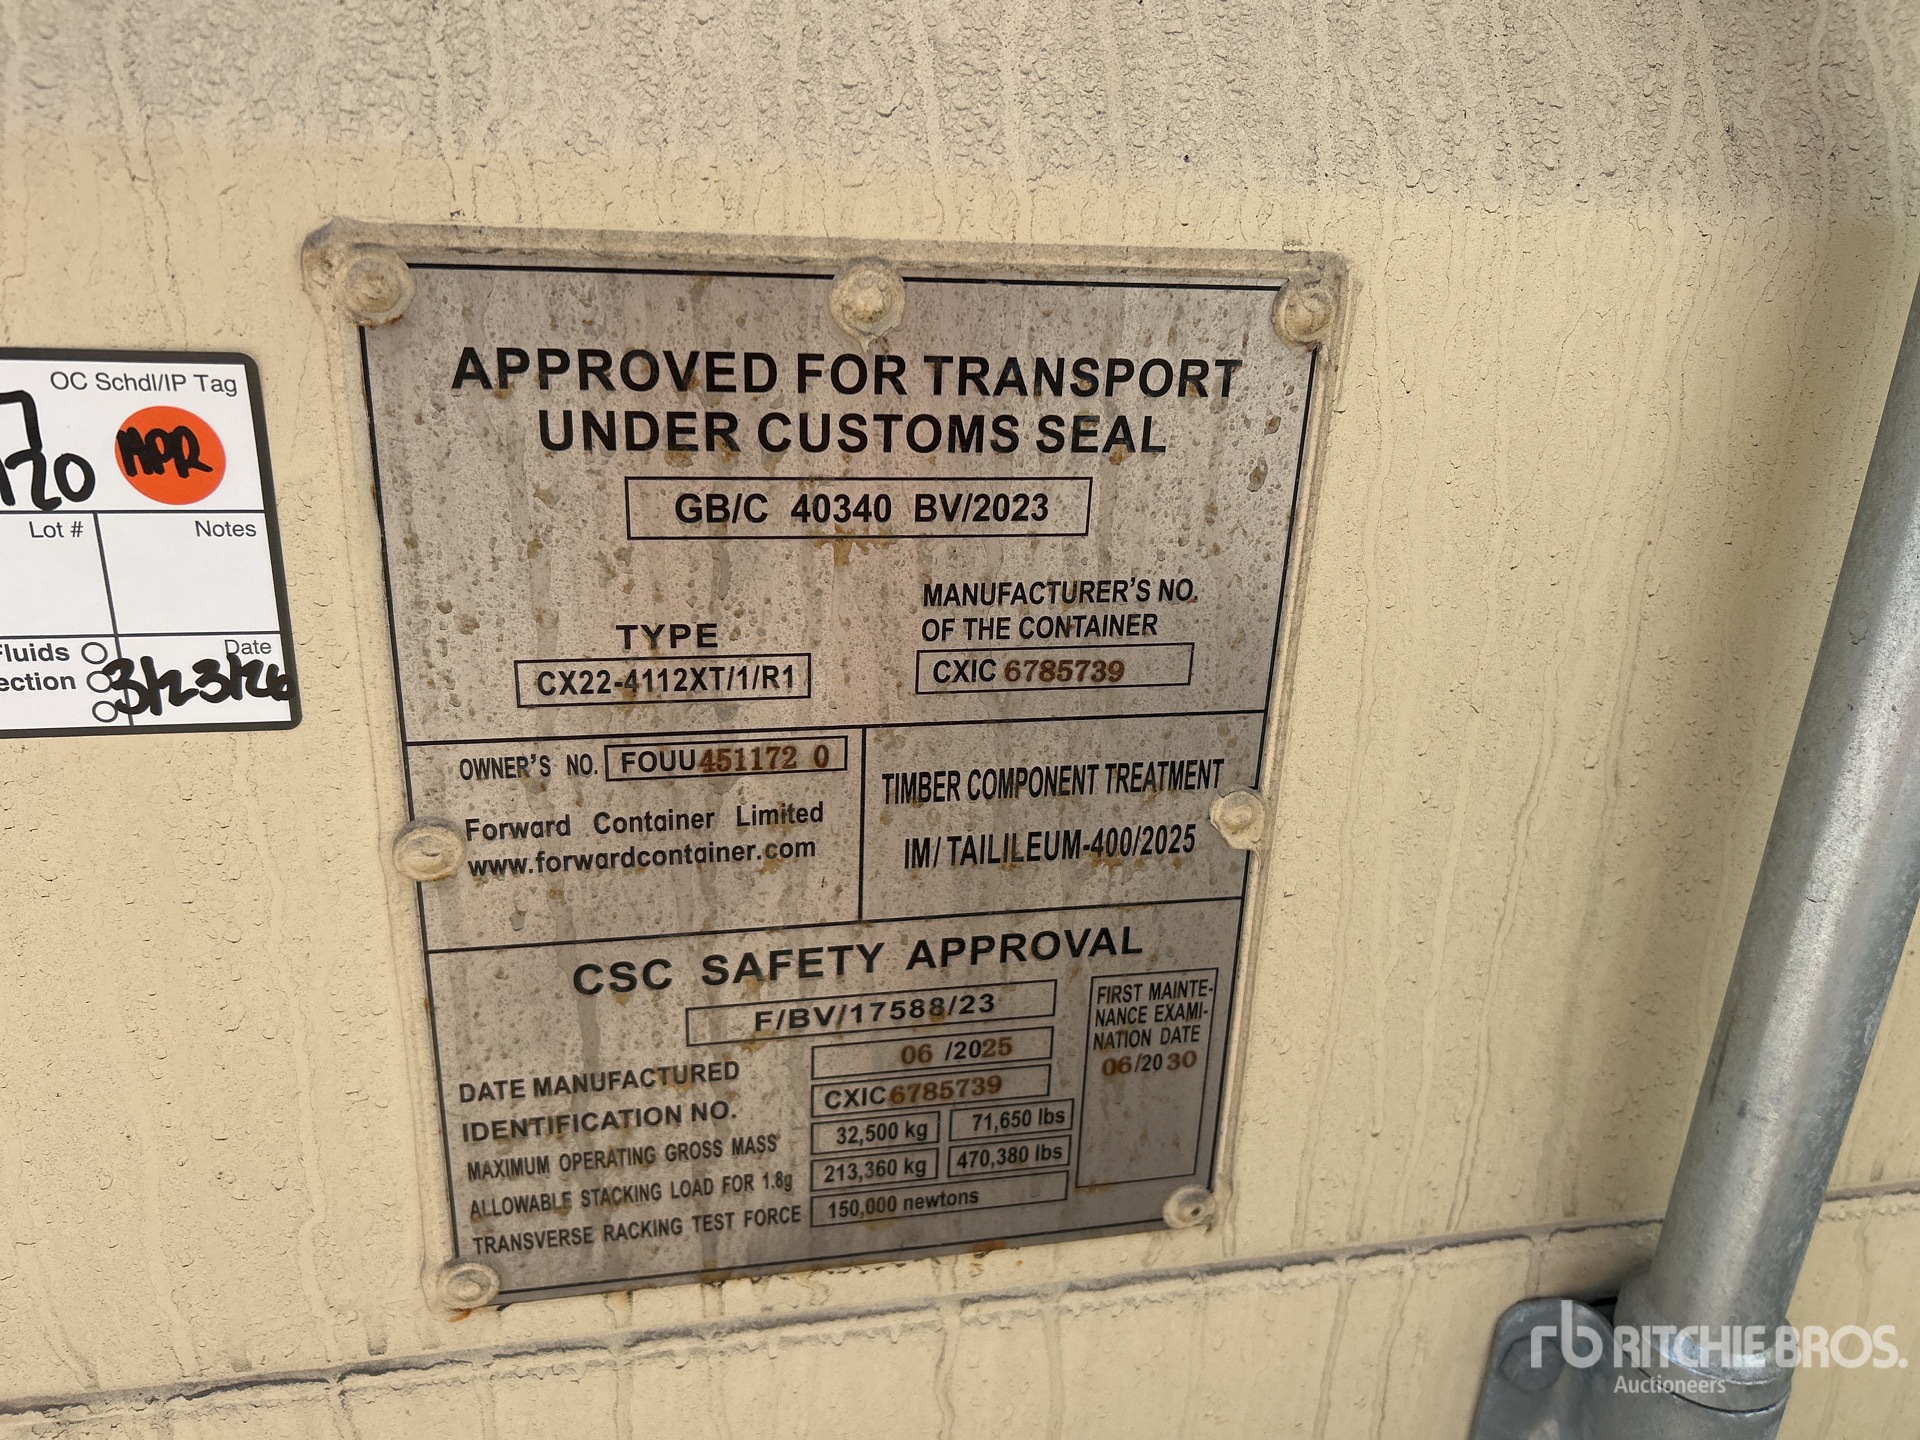 OC Schdl/IP Tag
MPR
Lot #
Notes
Fluids
Date
3/23/26
APPROVED FOR TRANSPORT
UNDER CUSTOMS SEAL
GB/C 40340 BV/2023
TYPE
CX22-4112XT/1/R1
MANUFACTURER'S NO.
OF THE CONTAINER
CXIC 6785739
OWNER'S NO. FOUU 451172 0
Forward Container Limited
www.forwardcontainer.com
TIMBER COMPONENT TREATMENT
IM/TAILILEUM-400/2025
CSC SAFETY APPROVAL
F/BV/17588/23
DATE MANUFACTURED 06 /2025
IDENTIFICATION NO. CXIC 6785739
MAXIMUM OPERATING GROSS MASS 32,500 kg 71,650 lbs
ALLOWABLE STACKING LOAD FOR 1.8g 213,360 kg 470,380 lbs
TRANSVERSE RACKING TEST FORCE 150,000 newtons
FIRST MAINTE-
NANCE EXAMI-
NATION DATE
06/2030
rb RITCHIE BROS.
Auctioneers